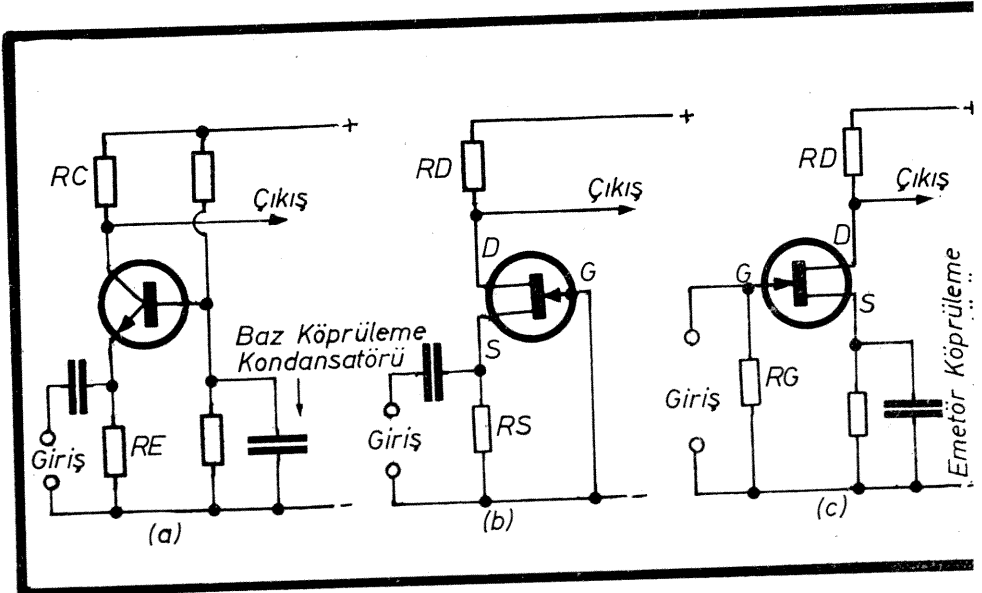 +
RC
Çıkış
Baz Köprüleme
Kondansatörü
Giriş
RE
-
(a)
+
RD
Çıkış
D
G
S
Giriş
RS
-
(b)
+
RD
Çıkış
D
G
S
Giriş
RG
Emetör Köprüleme
-
(c)